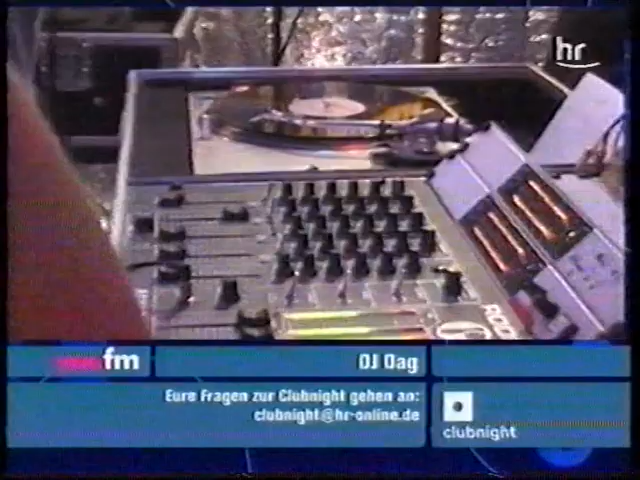 hr
fm
DJ Dag
Eure Fragen zur Clubnight gehen an:
clubnight@hr-online.de
clubnight